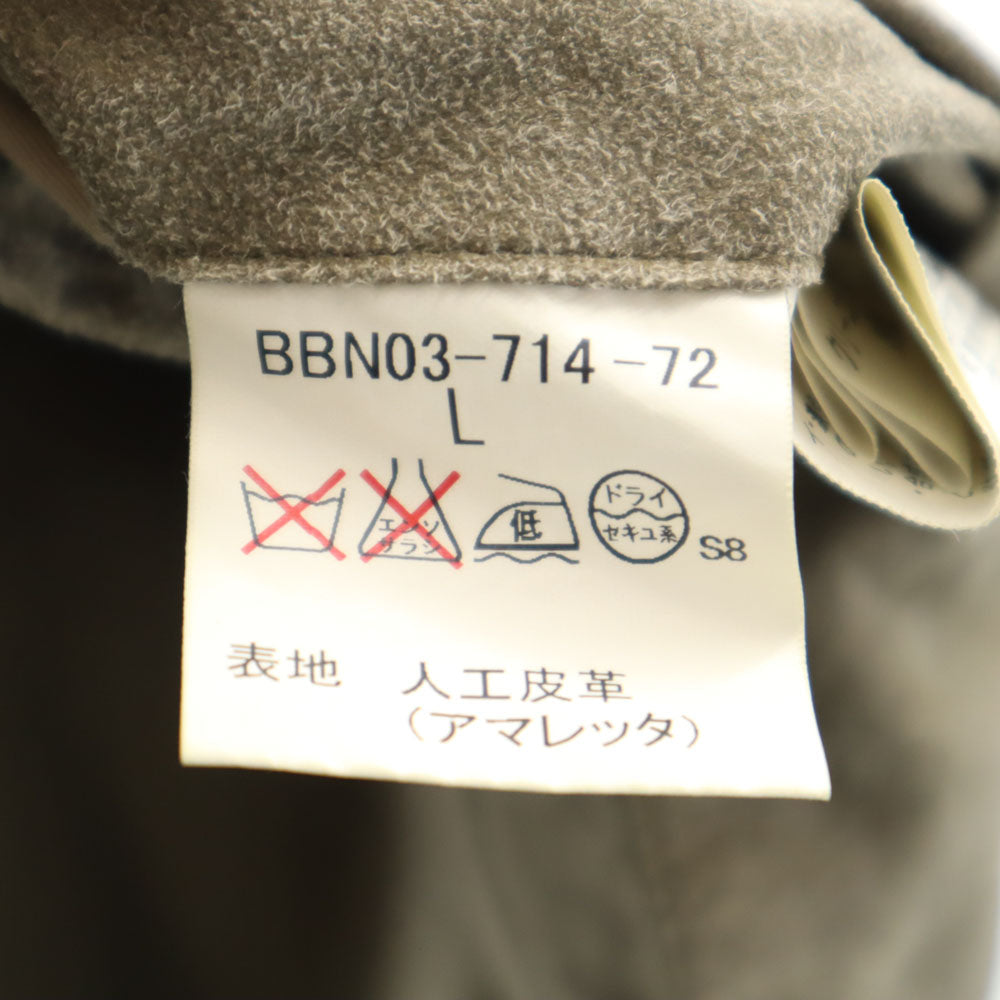 BBN03-714-72
L
エンソ
サラシ
低
ドライ
セキユ系
S8
表地 人工皮革
(アマレッタ)